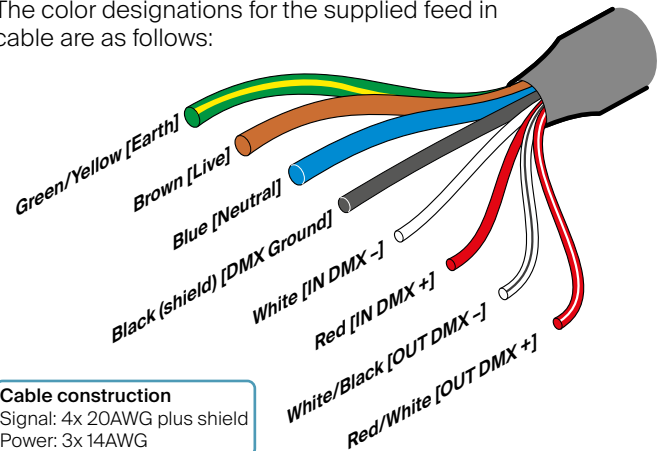 The color designations for the supplied feed in
cable are as follows:
Green/Yellow [Earth]
Brown [Live]
Blue [Neutral]
Black (shield) [DMX Ground]
White [IN DMX -]
Red [IN DMX +]
White/Black [OUT DMX -]
Red/White [OUT DMX +]
Cable construction
Signal: 4x 20AWG plus shield
Power: 3x 14AWG